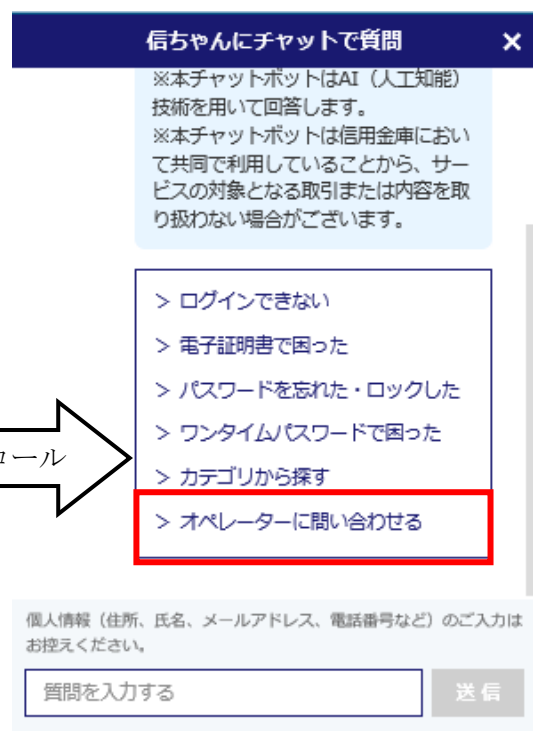 信ちゃんにチャットで質問 ×
※本チャットボットはAI（人工知能）
技術を用いて回答します。
※本チャットボットは信用金庫におい
て共同で利用していることから、サー
ビスの対象となる取引または内容を取
り扱わない場合がございます。
> ログインできない
> 電子証明書で困った
> パスワードを忘れた・ロックした
> ワンタイムパスワードで困った
ロール
> カテゴリから探す
> オペレーターに問い合わせる
個人情報（住所、氏名、メールアドレス、電話番号など）のご入力は
お控えください。
質問を入力する
送信